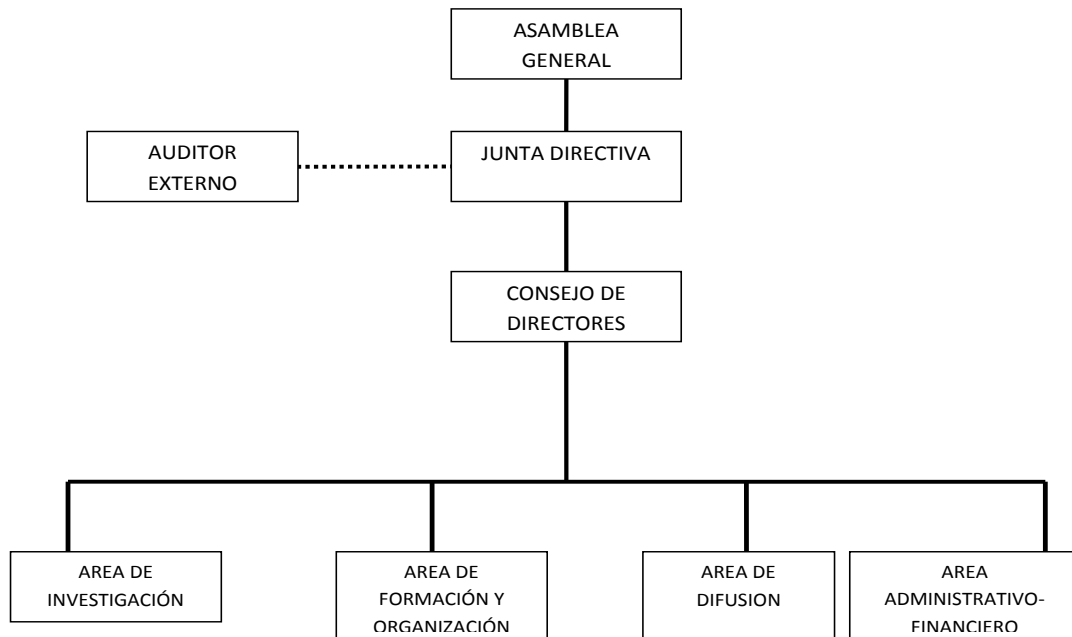 ASAMBLEA
GENERAL
AUDITOR
EXTERNO
JUNTA DIRECTIVA
CONSEJO DE
DIRECTORES
AREA DE
INVESTIGACIÓN
AREA DE
FORMACIÓN Y
ORGANIZACIÓN
AREA DE
DIFUSION
AREA
ADMINISTRATIVO-
FINANCIERO